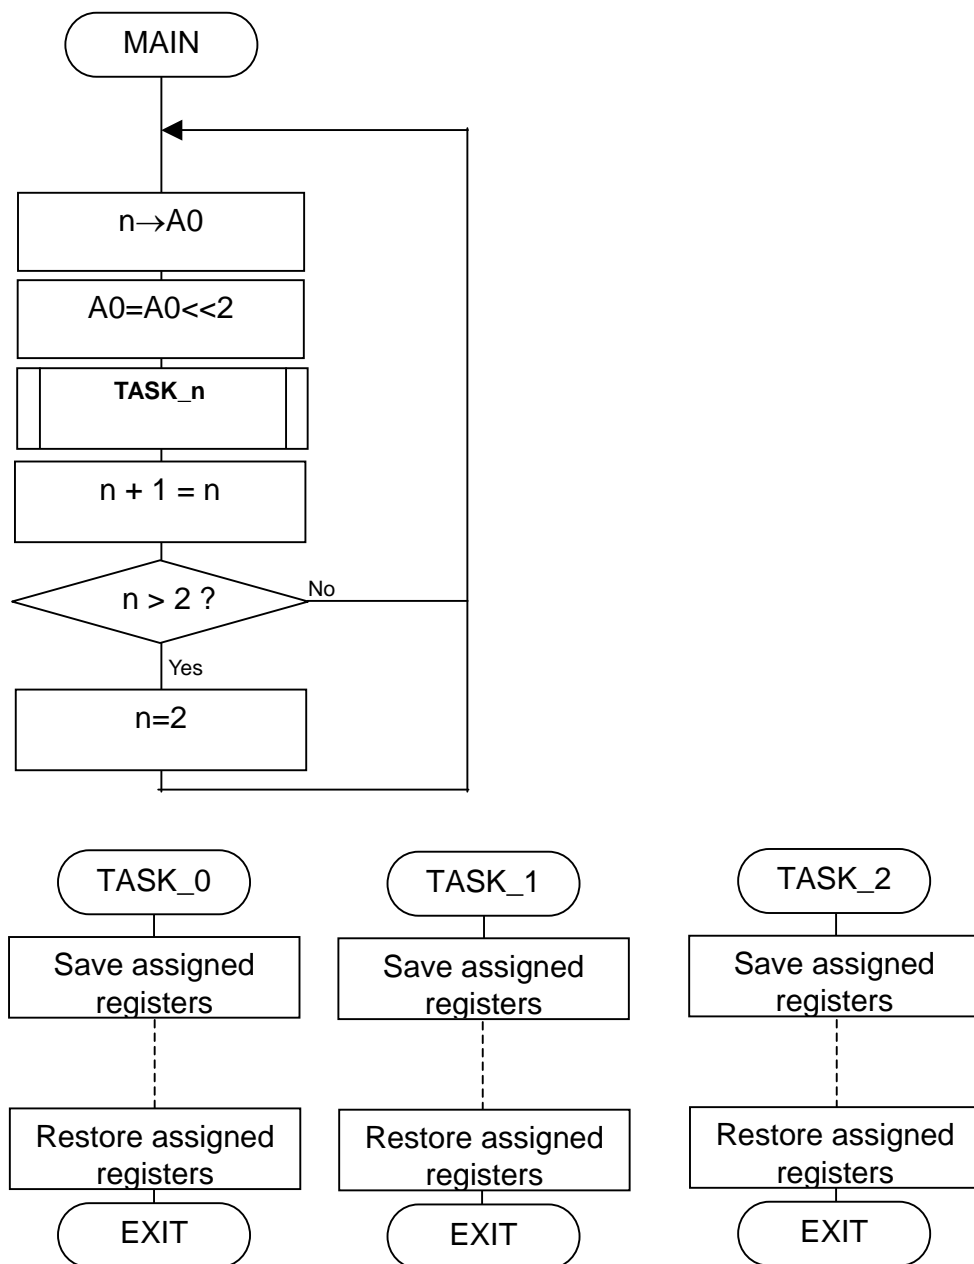 MAIN
n→A0
A0=A0<<2
TASK_n
n + 1 = n
n > 2 ?
No
Yes
n=2
TASK_0
Save assigned
registers
Restore assigned
registers
EXIT
TASK_1
Save assigned
registers
Restore assigned
registers
EXIT
TASK_2
Save assigned
registers
Restore assigned
registers
EXIT